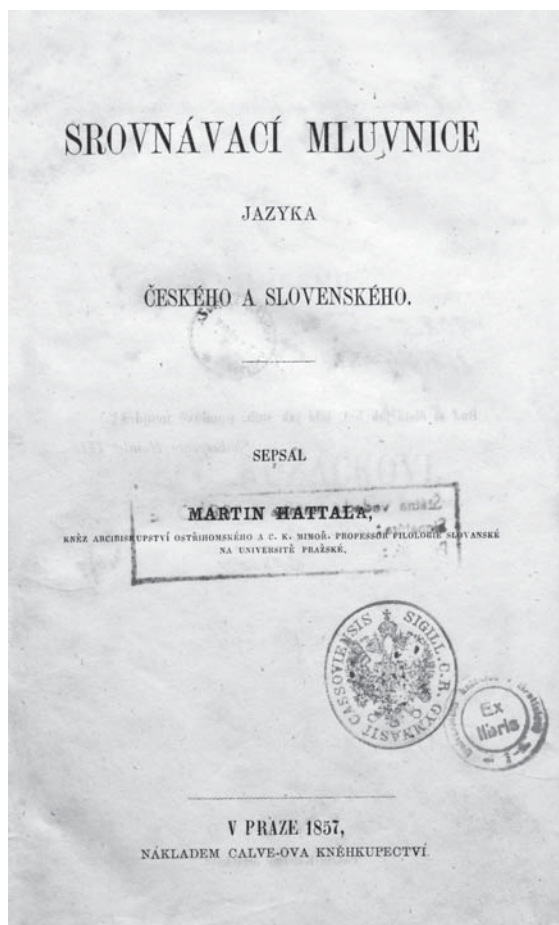 SROVNÁVACÍ MLUVNICE
JAZYKA
ČESKÉHO A SLOVENSKÉHO.
SEPSAL
MARTIN HATTALA,
KNĚZ ARCIBISKUPSTVÍ OSTŘIHOMSKÉHO A C. K. MIMOŘ. PROFESSOR FILOLOGIE SLOVANSKÉ
NA UNIVERSITĚ PRAŽSKÉ.
SIGILL. C. R. GYMNASII CASSOVIENSIS
Ex
libris
V PRAZE 1857,
NÁKLADEM CALVE-OVA KNĚHKUPECTVÍ.